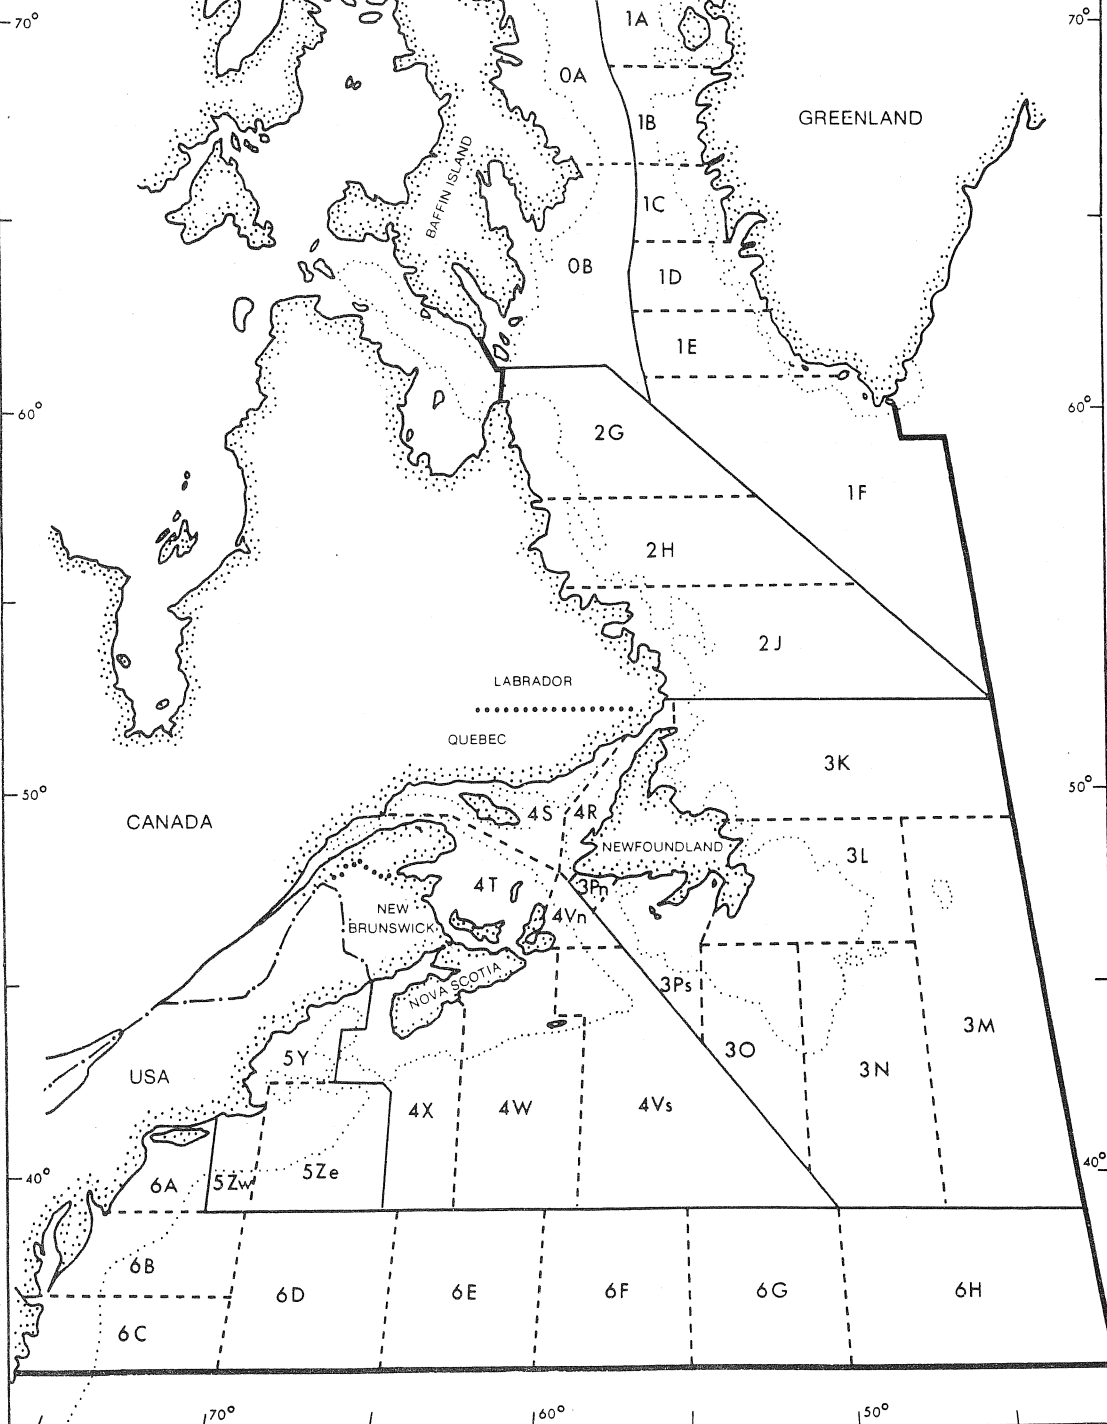 70°
1A
70°
0A
1B
GREENLAND
BAFFIN ISLAND
1C
0B
1D
1E
60°
60°
2G
1F
2H
2J
LABRADOR
QUEBEC
3K
50°
50°
4S
4R
CANADA
NEWFOUNDLAND
3L
4T
3Pn
NEW
BRUNSWICK
4Vn
NOVA SCOTIA
3Ps
3M
5Y
3O
3N
USA
4X
4W
4Vs
40°
40°
6A
5Zw
5Ze
6B
6D
6E
6F
6G
6H
6C
70°
60°
50°